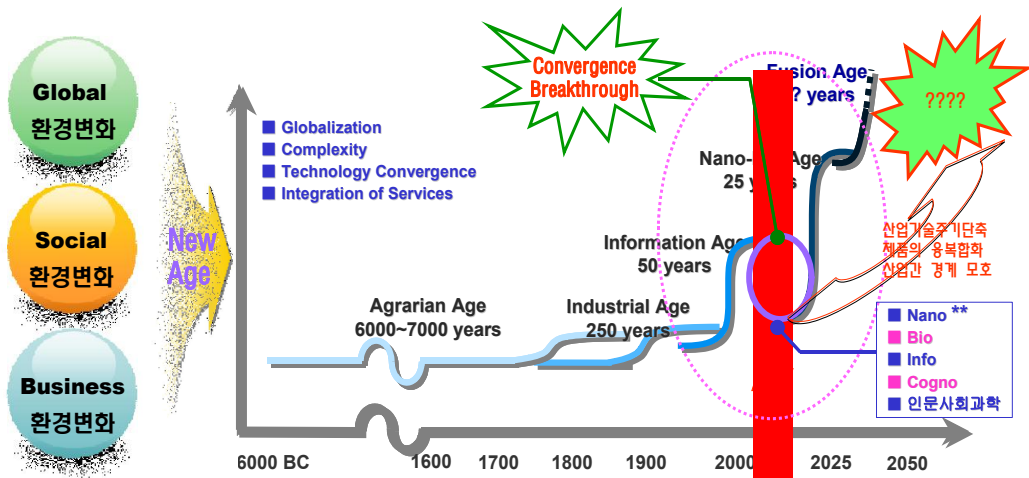 Global
환경변화
Social
환경변화
Business
환경변화
New
Age
Globalization
Complexity
Technology Convergence
Integration of Services
Convergence
Breakthrough
Fusion Age
? years
????
Nano-
Age
25 years
Information Age
50 years
Industrial Age
250 years
Agrarian Age
6000~7000 years
산업기술주기단축
제품의 융복합화
산업간 경계 모호
Nano **
Bio
Info
Cogno
인문사회과학
6000 BC
1600
1700
1800
1900
2000
2025
2050